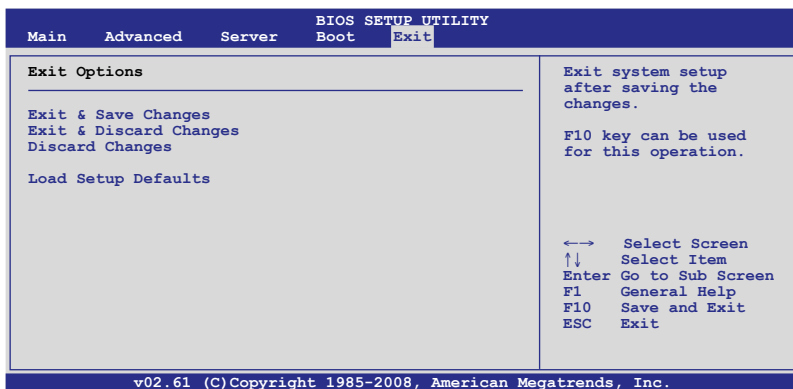 BIOS SETUP UTILITY
Main Advanced Server Boot Exit
Exit Options
Exit & Save Changes
Exit & Discard Changes
Discard Changes
Load Setup Defaults
Exit system setup
after saving the
changes.
F10 key can be used
for this operation.
←→ Select Screen
↑↓ Select Item
Enter Go to Sub Screen
F1 General Help
F10 Save and Exit
ESC Exit
v02.61 (C)Copyright 1985-2008, American Megatrends, Inc.